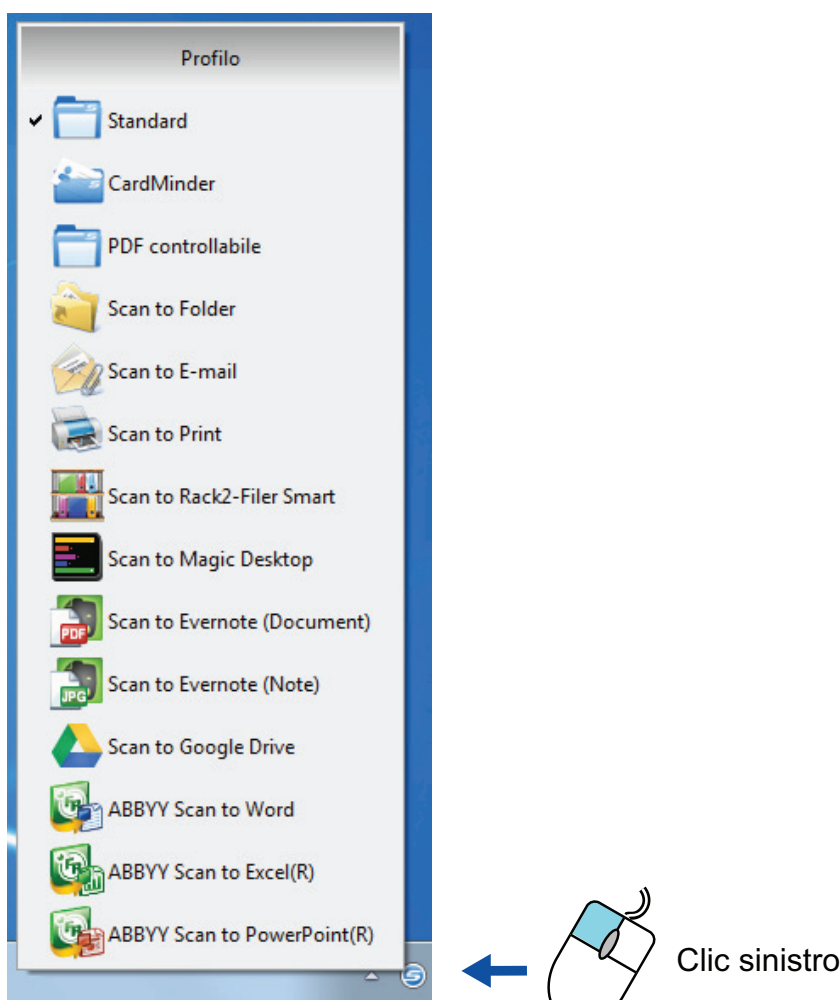 Profilo
Standard
CardMinder
PDF controllabile
Scan to Folder
Scan to E-mail
Scan to Print
Scan to Rack2-Filer Smart
Scan to Magic Desktop
PDF
Scan to Evernote (Document)
JPG
Scan to Evernote (Note)
Scan to Google Drive
ABBYY Scan to Word
ABBYY Scan to Excel(R)
ABBYY Scan to PowerPoint(R)
Clic sinistro